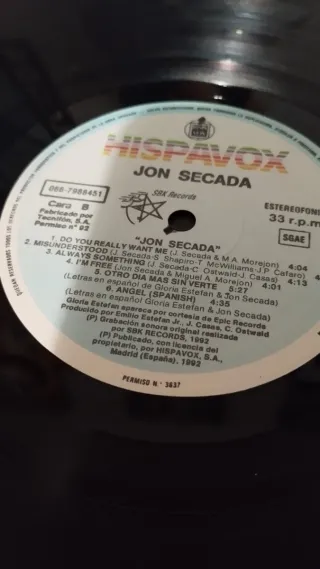 HISPAVOX
JON SECADA
066-7988451
SBK Records
ESTEREOFONI
Cara B
33 r.p.m
Fabricado por
Tecnifón, S.A.
Permiso nº 92
SGAE
"JON SECADA"
1. DO YOU REALLY WANT ME (J. Secada & M.A. Morejon) 4:04
2. MISUNDERSTOOD (J. Secada-S. Shapiro-T. McWilliams-J.P. Cafaro)
3. ALWAYS SOMETHING (J. Secada-C. Ostwald-J. Casas)
4. I'M FREE (Jon Secada & Miguel A. Morejon) 4:01 4:13
5. OTRO DIA MAS SIN VERTE 5:27
(Letras en español de Gloria Estefan & Jon Secada)
6. ANGEL (SPANISH) 4:35
(Letras en español Gloria Estefan & Jon Secada)
Gloria Estefan aparece por cortesía de Epic Records
Producido por Emilio Estefan Jr., J. Casas, C. Ostwald
(P) Grabación sonora original realizada
por SBK RECORDS, 1992
(P) Publicado, con licencia del
propietario, por HISPAVOX, S.A.,
Madrid (España). 1992
PERMISO N.º 3637